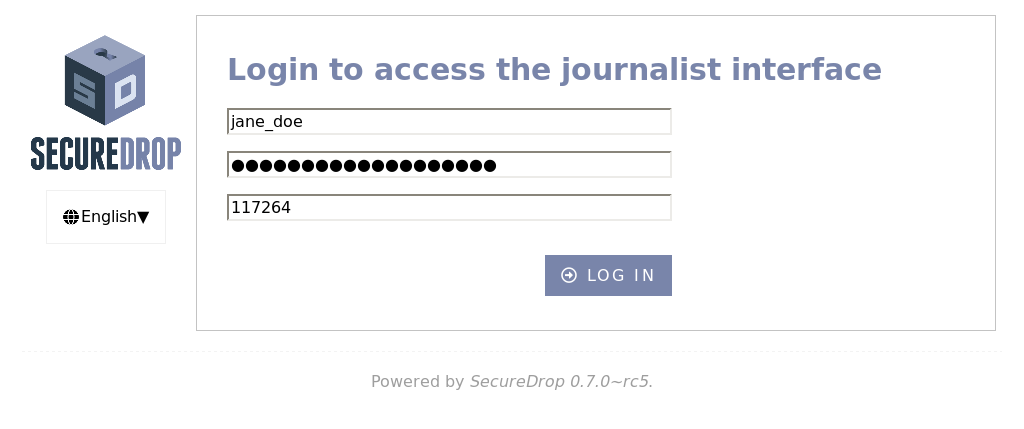 SD
SECUREDROP
English▼
Login to access the journalist interface
jane_doe
●●●●●●●●●●●●●●●●●●●
117264
LOG IN
Powered by SecureDrop 0.7.0~rc5.